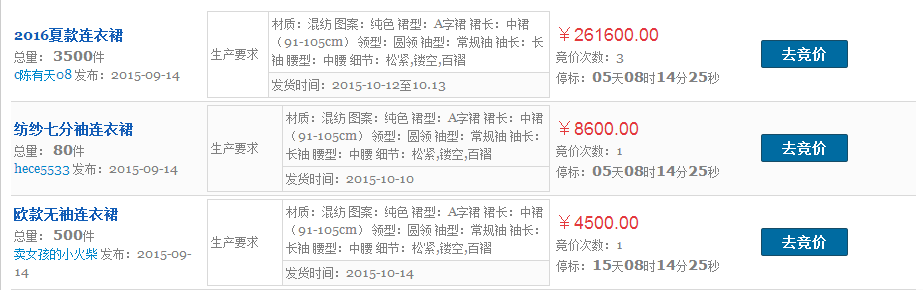 2016夏款连衣裙
总量：3500件
c陈有天08 发布：2015-09-14
生产要求
材质：混纺 图案：纯色 裙型：A字裙 裙长：中裙
（91-105cm） 领型：圆领 袖型：常规袖 袖长：长
袖 腰型：中腰 细节：松紧,镂空,百褶
发货时间：2015-10-12至10.13
￥261600.00
竞价次数：3
停标：05天08时14分25秒
去竞价
纺纱七分袖连衣裙
总量：80件
hece5533 发布：2015-09-14
生产要求
材质：混纺 图案：纯色 裙型：A字裙 裙长：中裙
（91-105cm） 领型：圆领 袖型：常规袖 袖长：
长袖 腰型：中腰 细节：松紧,镂空,百褶
发货时间：2015-10-10
￥8600.00
竞价次数：1
停标：05天08时14分25秒
去竞价
欧款无袖连衣裙
总量：500件
卖女孩的小火柴 发布：2015-09-
14
生产要求
材质：混纺 图案：纯色 裙型：A字裙 裙长：中裙
（91-105cm） 领型：圆领 袖型：常规袖 袖长：
长袖 腰型：中腰 细节：松紧,镂空,百褶
发货时间：2015-10-14
￥4500.00
竞价次数：1
停标：15天08时14分25秒
去竞价